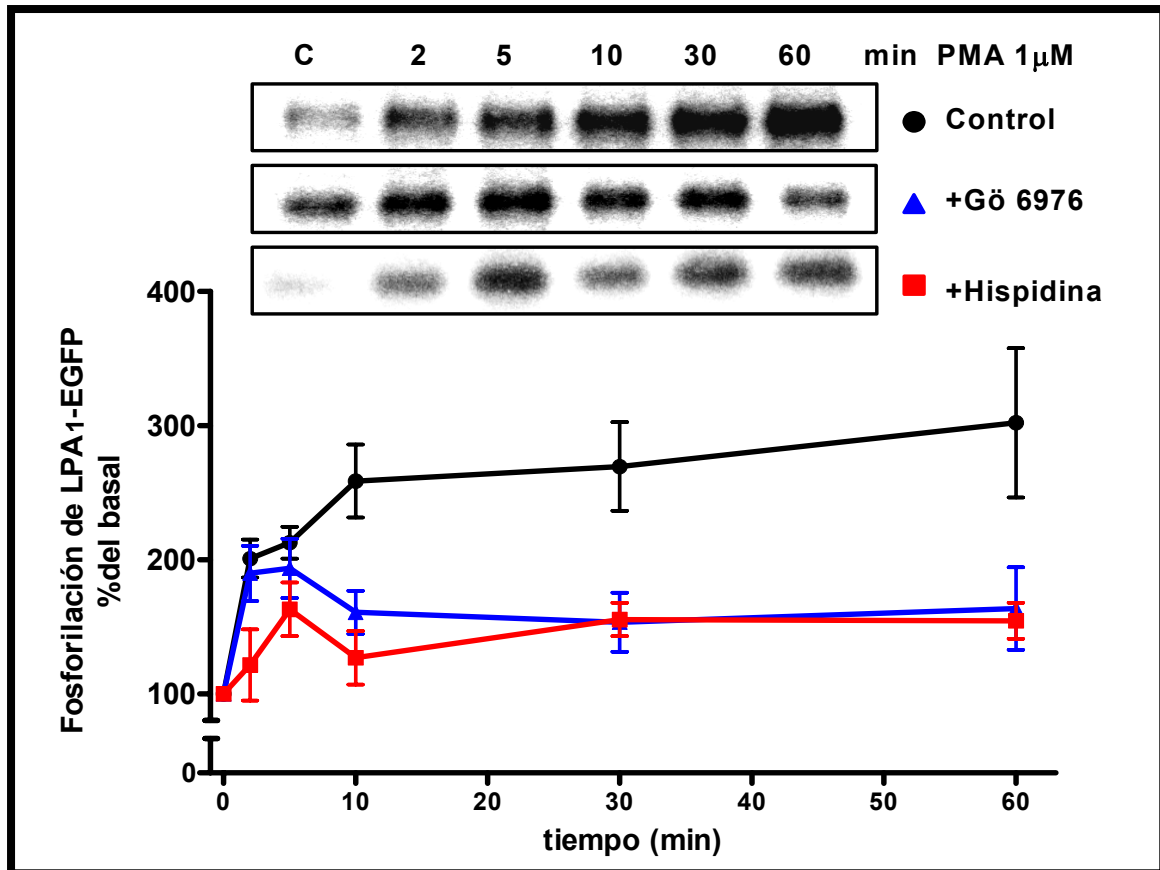 C 2 5 10 30 60 min PMA 1μM
Control
+Gö 6976
+Hispidina
Fosforilación de LPA1-EGFP
%del basal
400
300
200
100
0
0 10 20 30 40 50 60
tiempo (min)